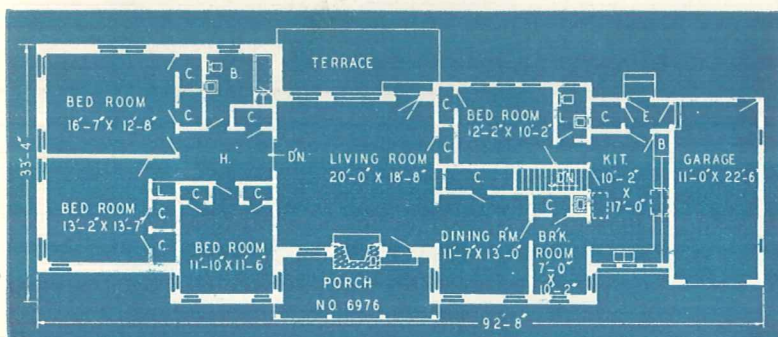 TERRACE
C.
B.
BED ROOM
16'-7" X 12'-8"
C.
C.
C.
BED ROOM
12'-2" X 10'-2"
L.
C.
E.
B
33'-4"
H.
DN.
LIVING ROOM
20'-0" X 18'-8"
C.
KIT.
10'-2"
X
17'-0"
GARAGE
11'-0" X 22'-6"
L.
C.
C.
C.
C.
DN.
BED ROOM
13'-2" X 13'-7"
C.
BED ROOM
11'-10" X 11'-6"
DINING R'M.
11'-7" X 13'-0"
C.
BRK.
ROOM
7'-0"
X
10'-2"
PORCH
NO. 6976
92'-8"